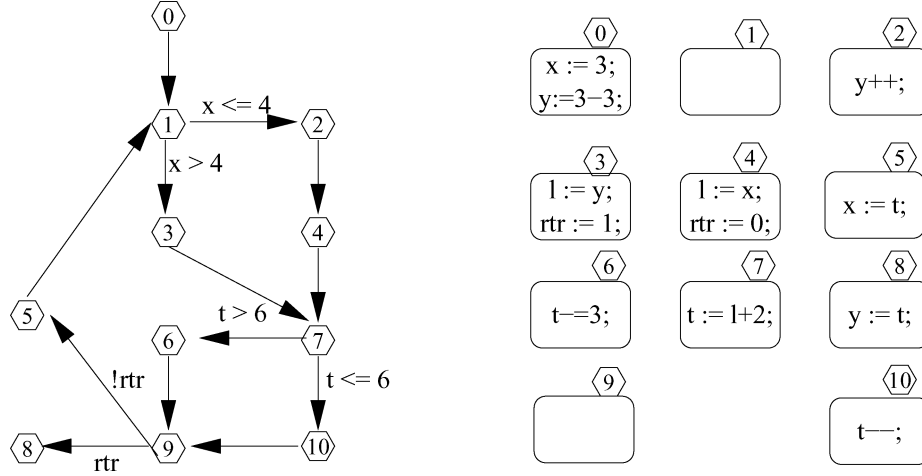 0
1
x <= 4
2
x > 4
3
4
5
t > 6
6
7
!rtr
t <= 6
8
rtr
9
10
0
x := 3;
y:=3−3;
1
2
y++;
3
l := y;
rtr := 1;
4
l := x;
rtr := 0;
5
x := t;
6
t−=3;
7
t := l+2;
8
y := t;
9
10
t−−;